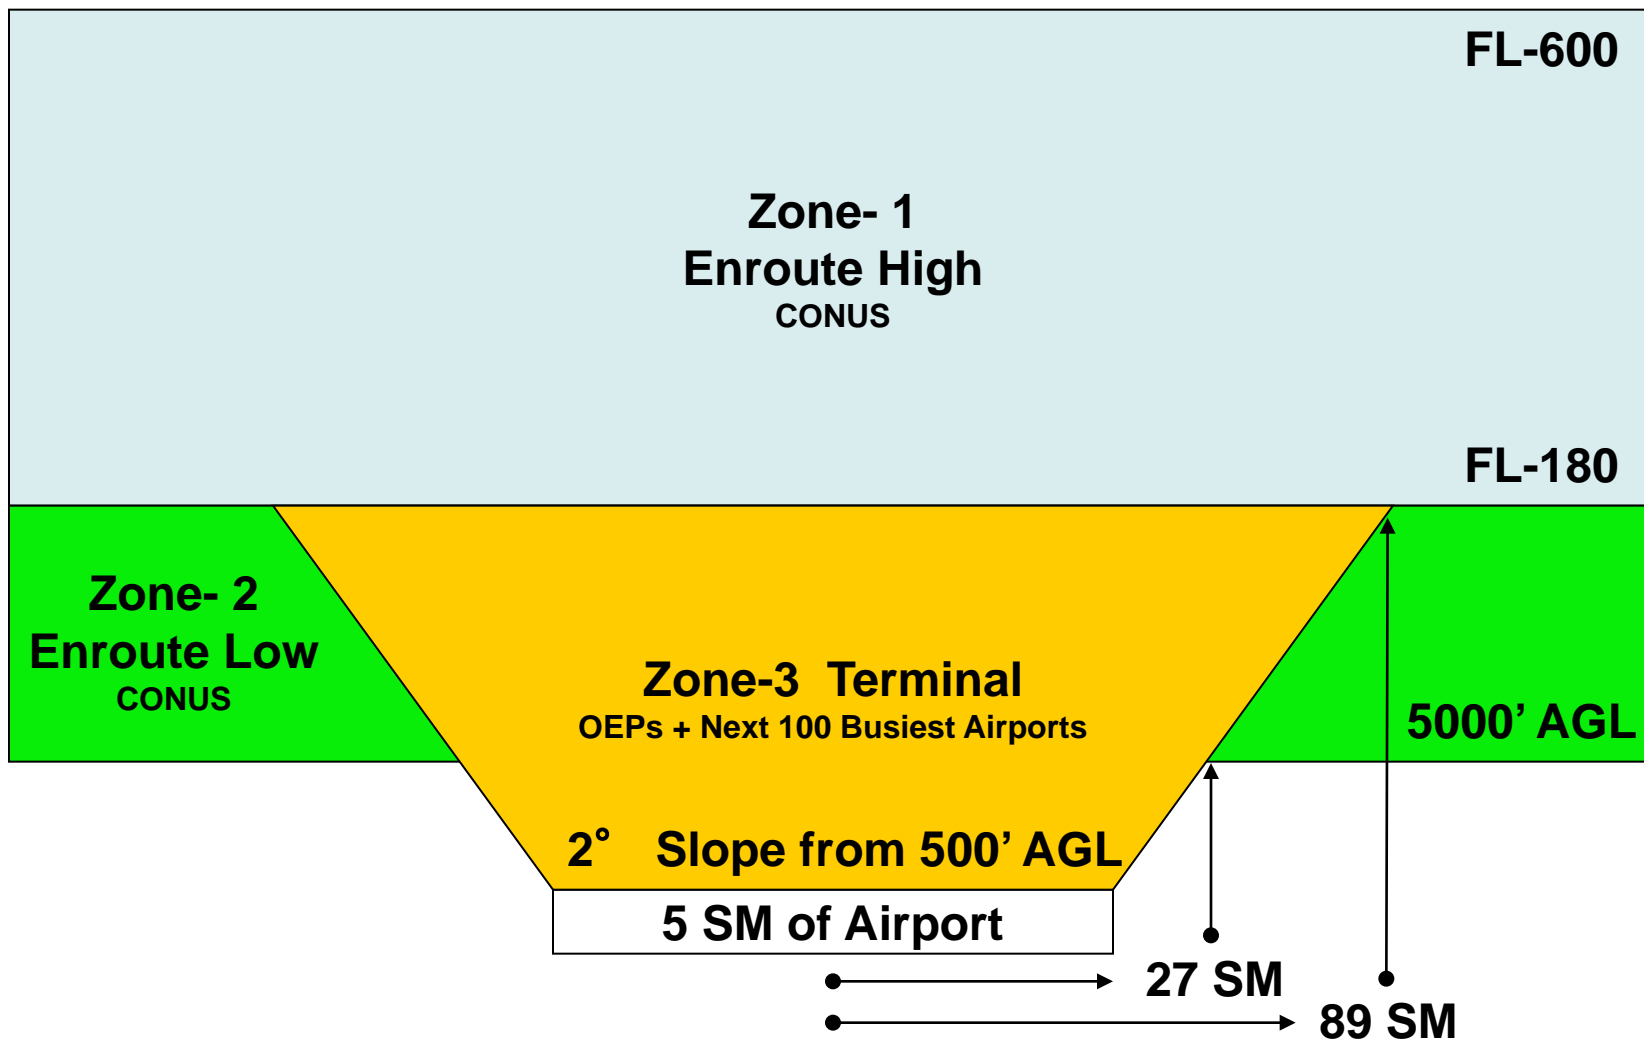 FL-600
Zone- 1
Enroute High
CONUS
FL-180
Zone- 2
Enroute Low
CONUS
Zone-3 Terminal
OEPs + Next 100 Busiest Airports
5000’ AGL
2° Slope from 500’ AGL
5 SM of Airport
27 SM
89 SM